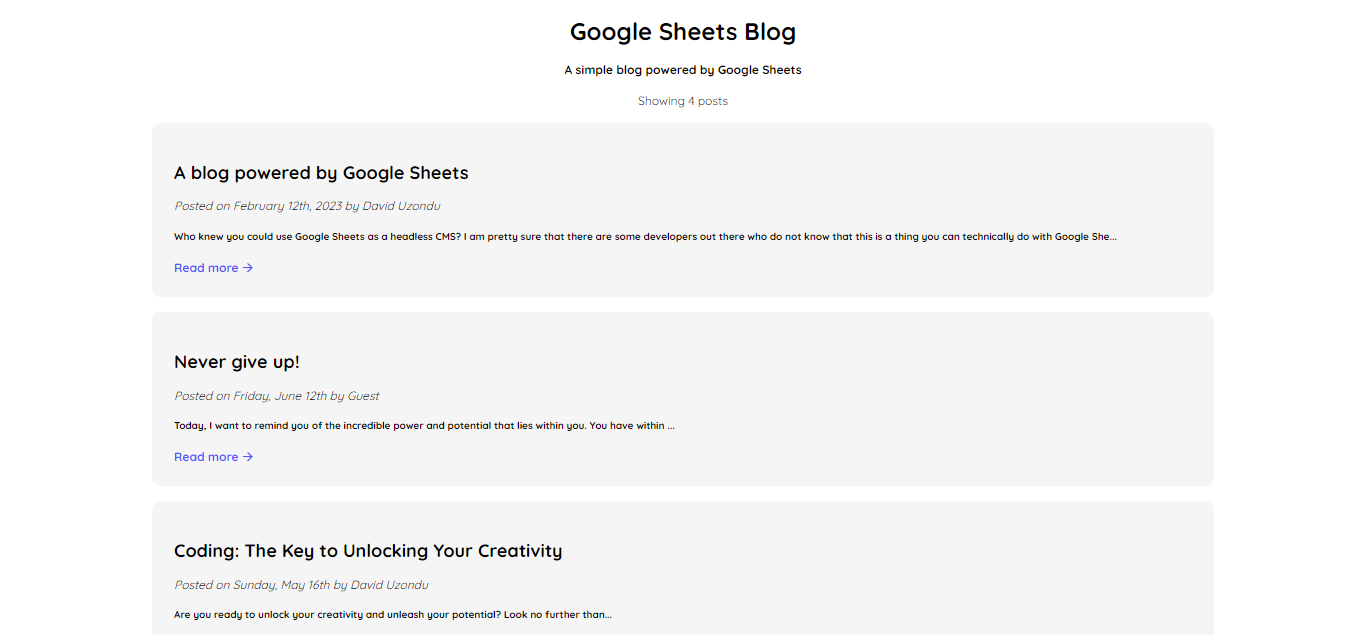 Google Sheets Blog
A simple blog powered by Google Sheets
Showing 4 posts
A blog powered by Google Sheets
Posted on February 12th, 2023 by David Uzondu
Who knew you could use Google Sheets as a headless CMS? I am pretty sure that there are some developers out there who do not know that this is a thing you can technically do with Google She...
Read more →
Never give up!
Posted on Friday, June 12th by Guest
Today, I want to remind you of the incredible power and potential that lies within you. You have within ...
Read more →
Coding: The Key to Unlocking Your Creativity
Posted on Sunday, May 16th by David Uzondu
Are you ready to unlock your creativity and unleash your potential? Look no further than...